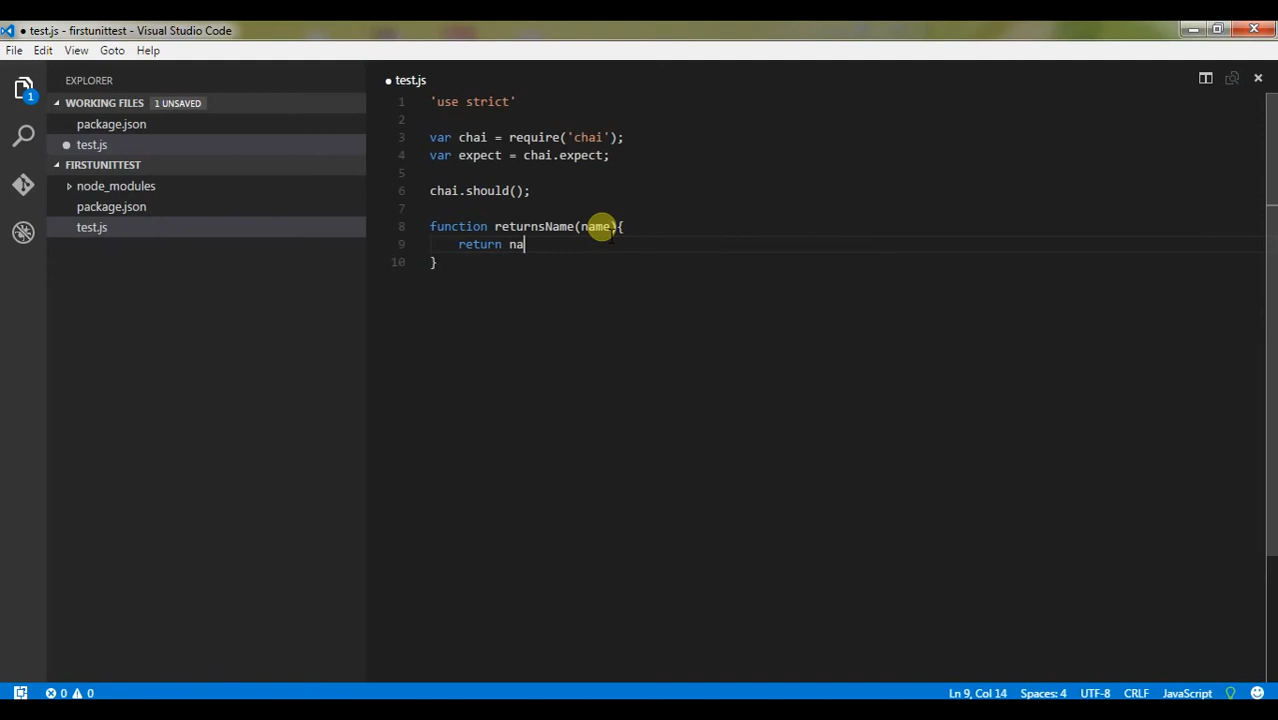 ● test.js - firstunittest - Visual Studio Code
File Edit View Goto Help
EXPLORER
WORKING FILES 1 UNSAVED
package.json
test.js
FIRSTUNITTEST
node_modules
package.json
test.js
1
● test.js
1 'use strict'
2
3 var chai = require('chai');
4 var expect = chai.expect;
5
6 chai.should();
7
8 function returnsName(name){
9 return na
10 }
0 0
Ln 9, Col 14 Spaces: 4 UTF-8 CRLF JavaScript